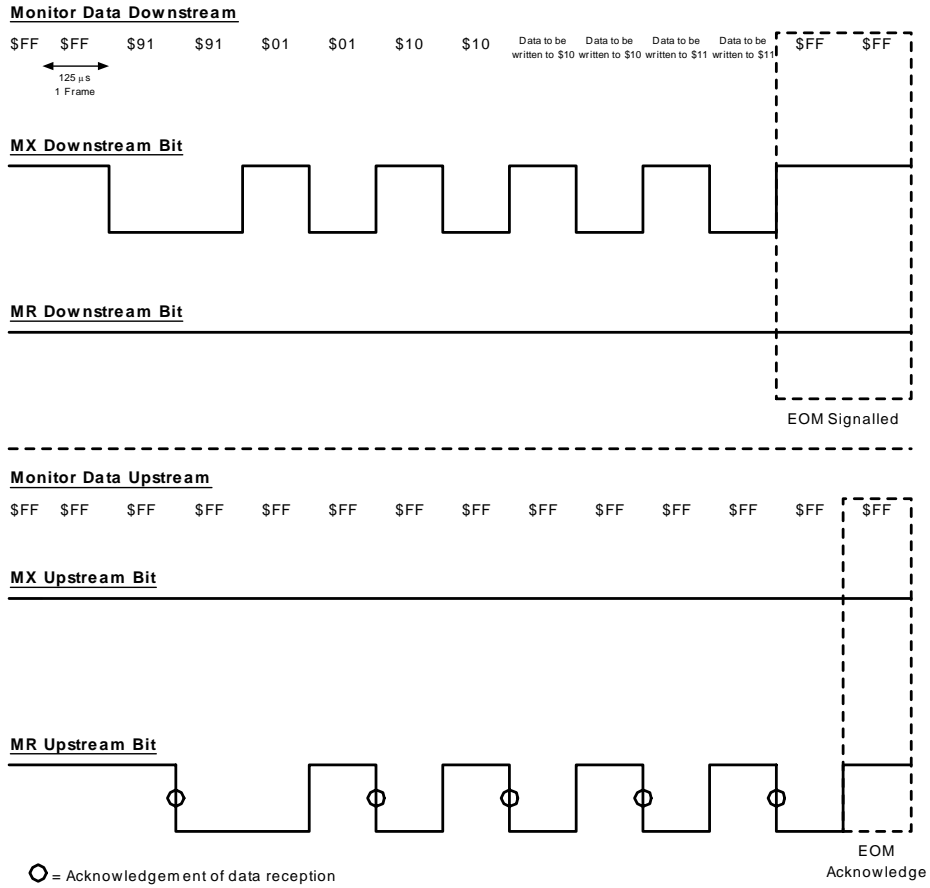 Monitor Data Downstream
$FF $FF $91 $91 $01 $01 $10 $10 Data to be written to $10 Data to be written to $10 Data to be written to $11 Data to be written to $11 $FF $FF
125 μs
1 Frame
MX Downstream Bit
MR Downstream Bit
EOM Signalled
Monitor Data Upstream
$FF $FF $FF $FF $FF $FF $FF $FF $FF $FF $FF $FF $FF $FF
MX Upstream Bit
MR Upstream Bit
EOM
Acknowledge
= Acknowledgement of data reception